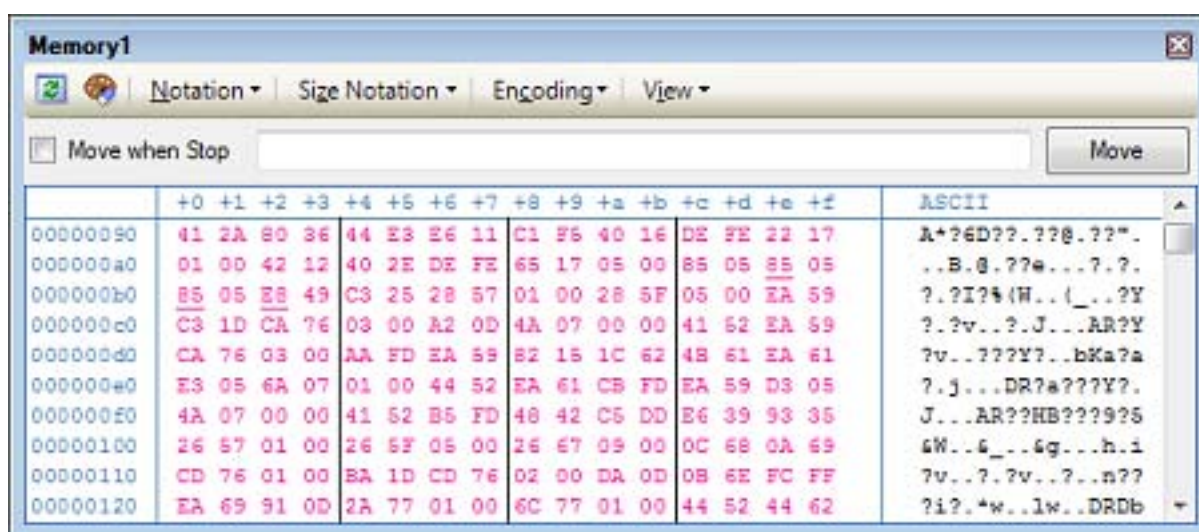 Memory1
Notation Size Notation Encoding View
Move when Stop Move
+0 +1 +2 +3 +4 +5 +6 +7 +8 +9 +a +b +c +d +e +f ASCII
00000090 41 2A 80 36 44 E3 E6 11 C1 F5 40 16 DE FE 22 17 A*?6D??.??@.??".
000000a0 01 00 42 12 40 2E DE FE 65 17 05 00 85 05 85 05 ..B.@.??e...?.?.
000000b0 85 05 E8 49 C3 25 28 57 01 00 28 5F 05 00 EA 59 ?.?I?%(W..(_..?Y
000000c0 C3 1D CA 76 03 00 A2 0D 4A 07 00 00 41 52 EA 59 ?.?v..?.J...AR?Y
000000d0 CA 76 03 00 AA FD EA 59 82 15 1C 62 4B 61 EA 61 ?v..???Y?..bKa?a
000000e0 E3 05 6A 07 01 00 44 52 EA 61 CB FD EA 59 D3 05 ?.j...DR?a???Y?.
000000f0 4A 07 00 00 41 52 B5 FD 48 42 C5 DD E6 39 93 35 J...AR??HB???9?5
00000100 26 57 01 00 26 5F 05 00 26 67 09 00 0C 68 0A 69 &W..&_..&g...h.i
00000110 CD 76 01 00 BA 1D CD 76 02 00 DA 0D 0B 6E FC FF ?v..?.?v..?..n??
00000120 EA 69 91 0D 2A 77 01 00 6C 77 01 00 44 52 44 62 ?i?.*w..lw..DRDb